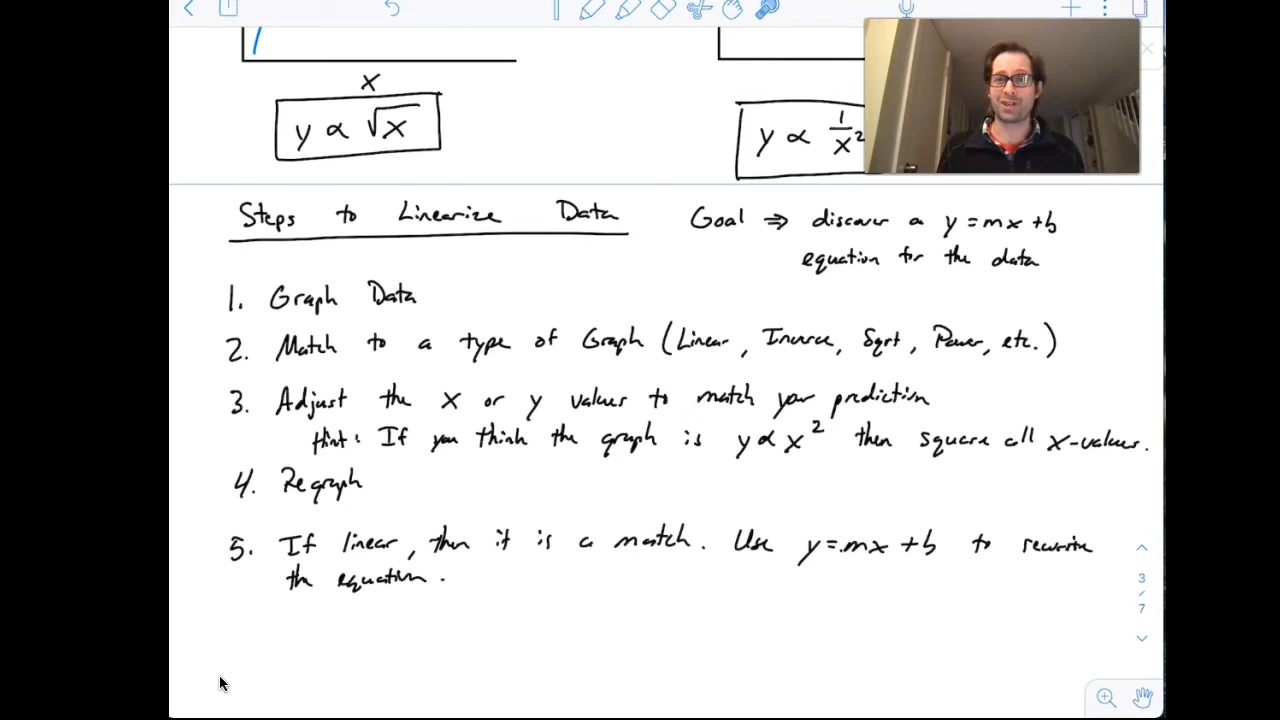 x
y ∝ √x
y ∝ 1/x²
Steps to Linearize Data
Goal ⇒ discover a y = mx + b
equation for the data
1. Graph Data
2. Match to a type of Graph (Linear, Inverse, Sqrt, Power, etc.)
3. Adjust the x or y values to match your prediction
Hint: If you think the graph is y ∝ x² then square all x-values.
4. Regraph
5. If linear, then it is a match. Use y = mx + b to rewrite
the equation.
3
/
7